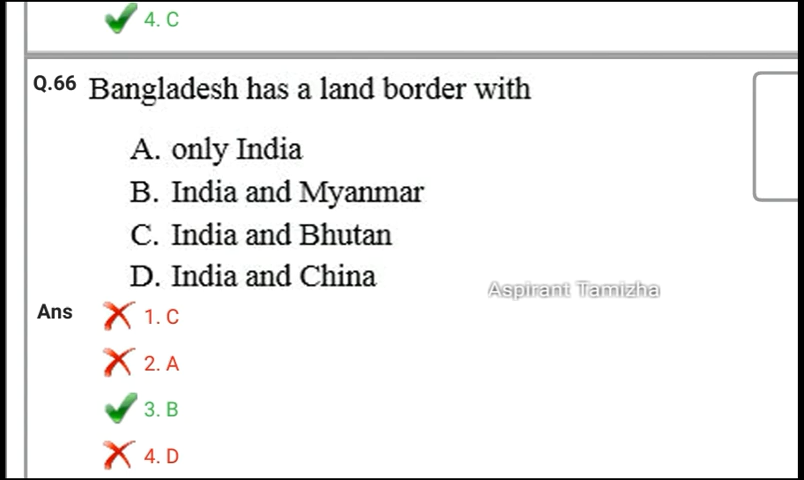 4. C
Q.66 Bangladesh has a land border with
A. only India
B. India and Myanmar
C. India and Bhutan
D. India and China
Aspirant Tamizha
Ans 1. C
2. A
3. B
4. D